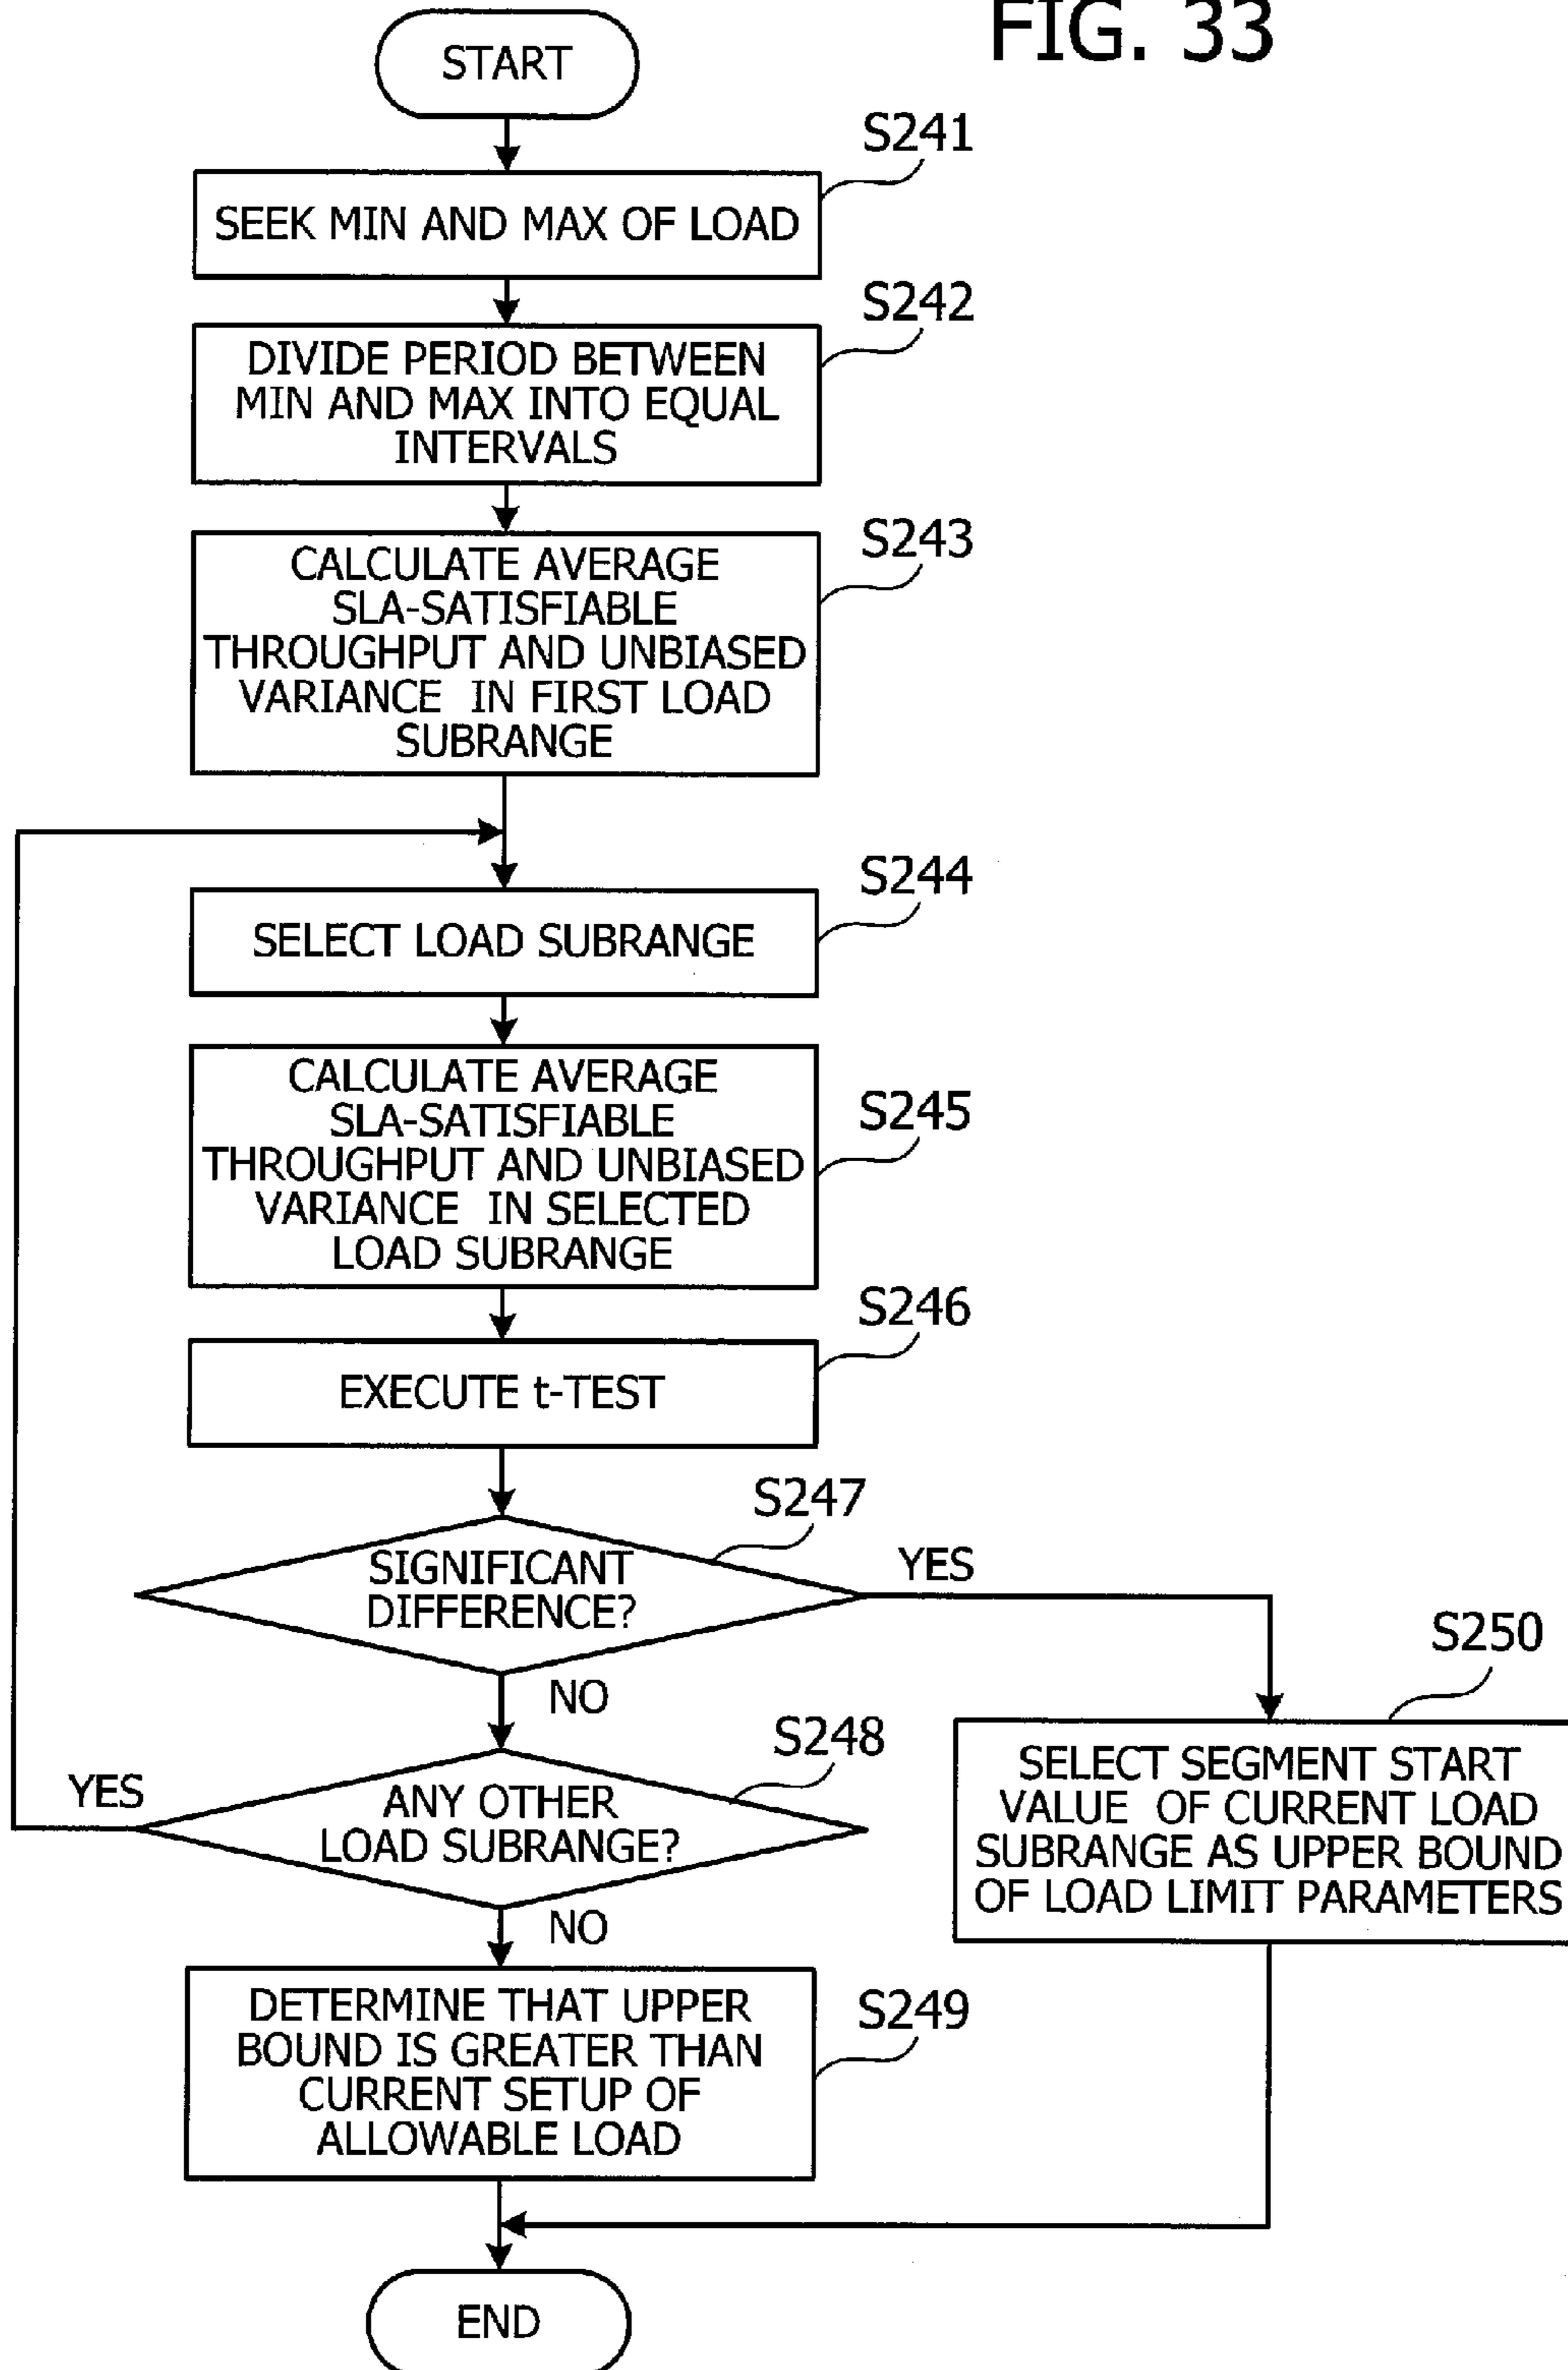 FIG. 33
START
S241
SEEK MIN AND MAX OF LOAD
S242
DIVIDE PERIOD BETWEEN
MIN AND MAX INTO EQUAL
INTERVALS
S243
CALCULATE AVERAGE
SLA-SATISFIABLE
THROUGHPUT AND UNBIASED
VARIANCE IN FIRST LOAD
SUBRANGE
S244
SELECT LOAD SUBRANGE
S245
CALCULATE AVERAGE
SLA-SATISFIABLE
THROUGHPUT AND UNBIASED
VARIANCE IN SELECTED
LOAD SUBRANGE
S246
EXECUTE t-TEST
S247
SIGNIFICANT
DIFFERENCE?
YES
NO
S248
ANY OTHER
LOAD SUBRANGE?
YES
NO
S249
DETERMINE THAT UPPER
BOUND IS GREATER THAN
CURRENT SETUP OF
ALLOWABLE LOAD
S250
SELECT SEGMENT START
VALUE OF CURRENT LOAD
SUBRANGE AS UPPER BOUND
OF LOAD LIMIT PARAMETERS
END